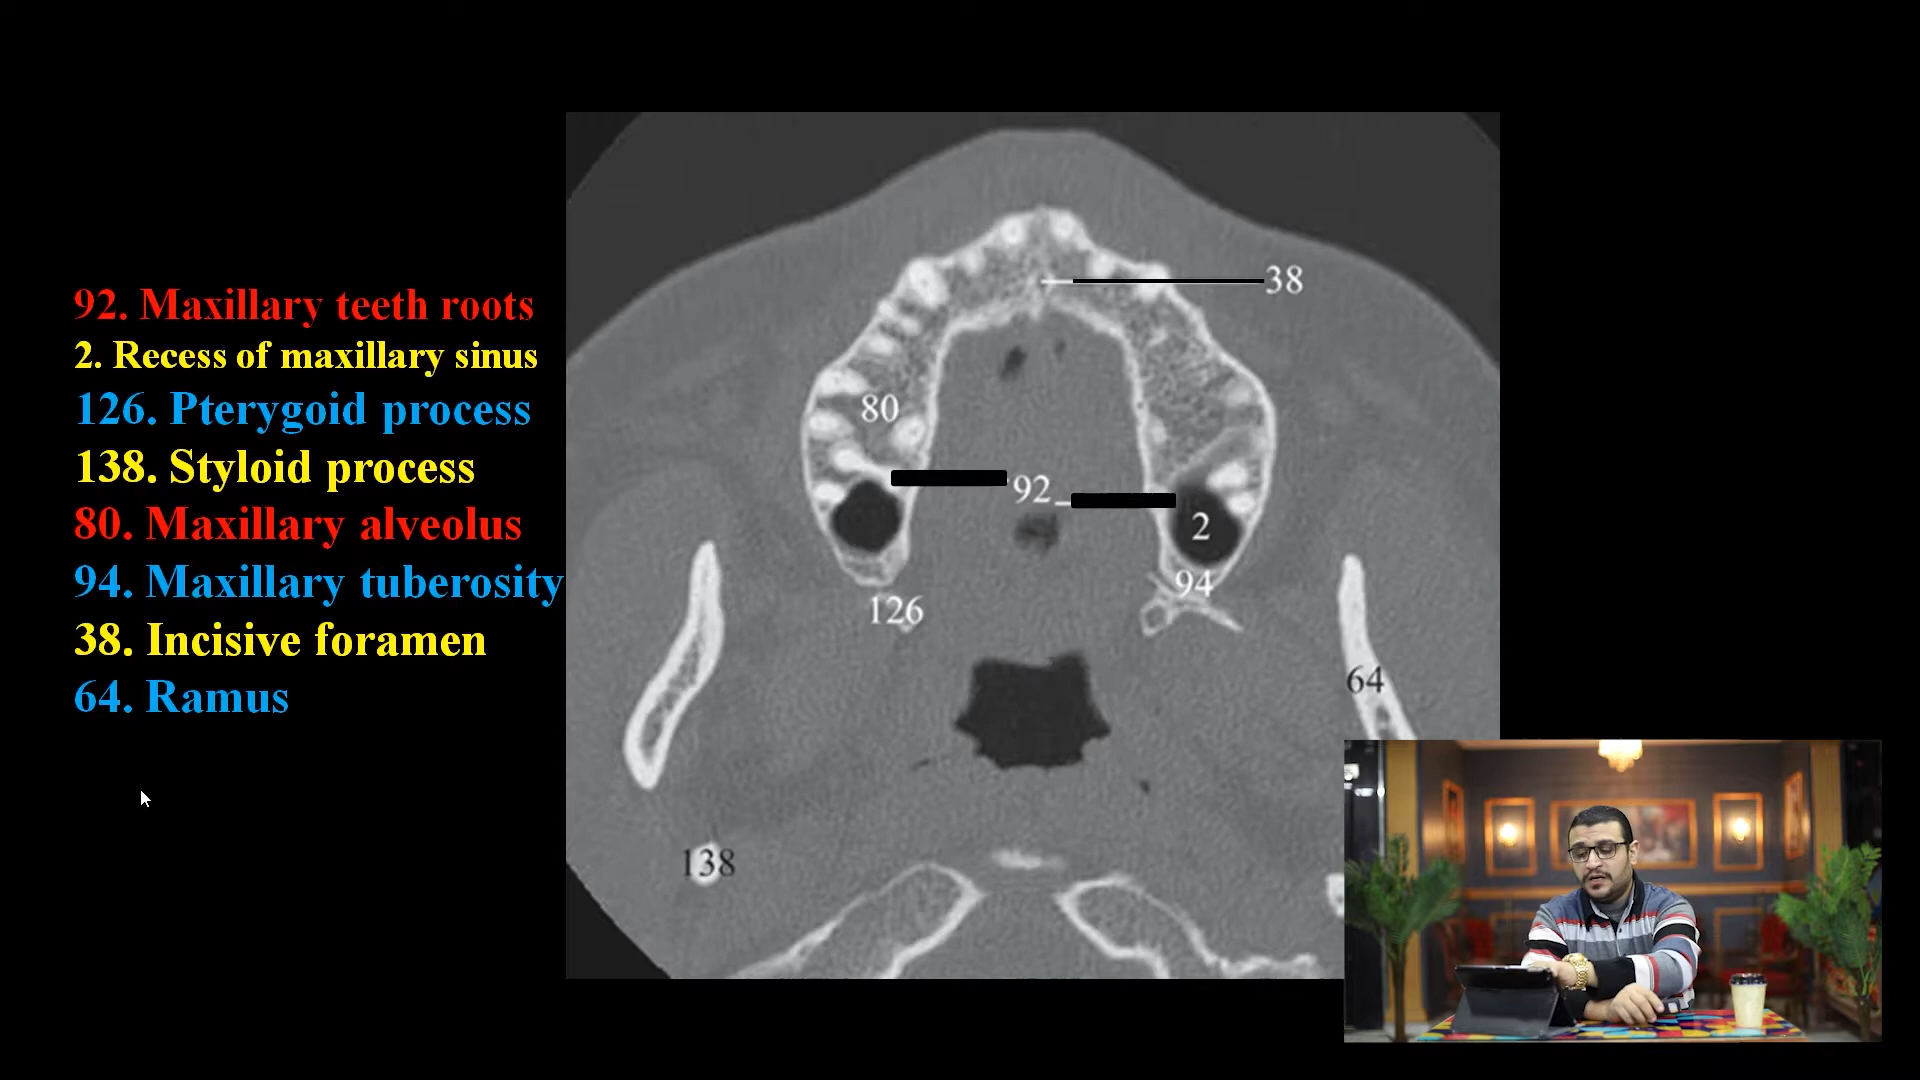 92. Maxillary teeth roots
2. Recess of maxillary sinus
126. Pterygoid process
138. Styloid process
80. Maxillary alveolus
94. Maxillary tuberosity
38. Incisive foramen
64. Ramus
38
80
92
2
94
126
64
138